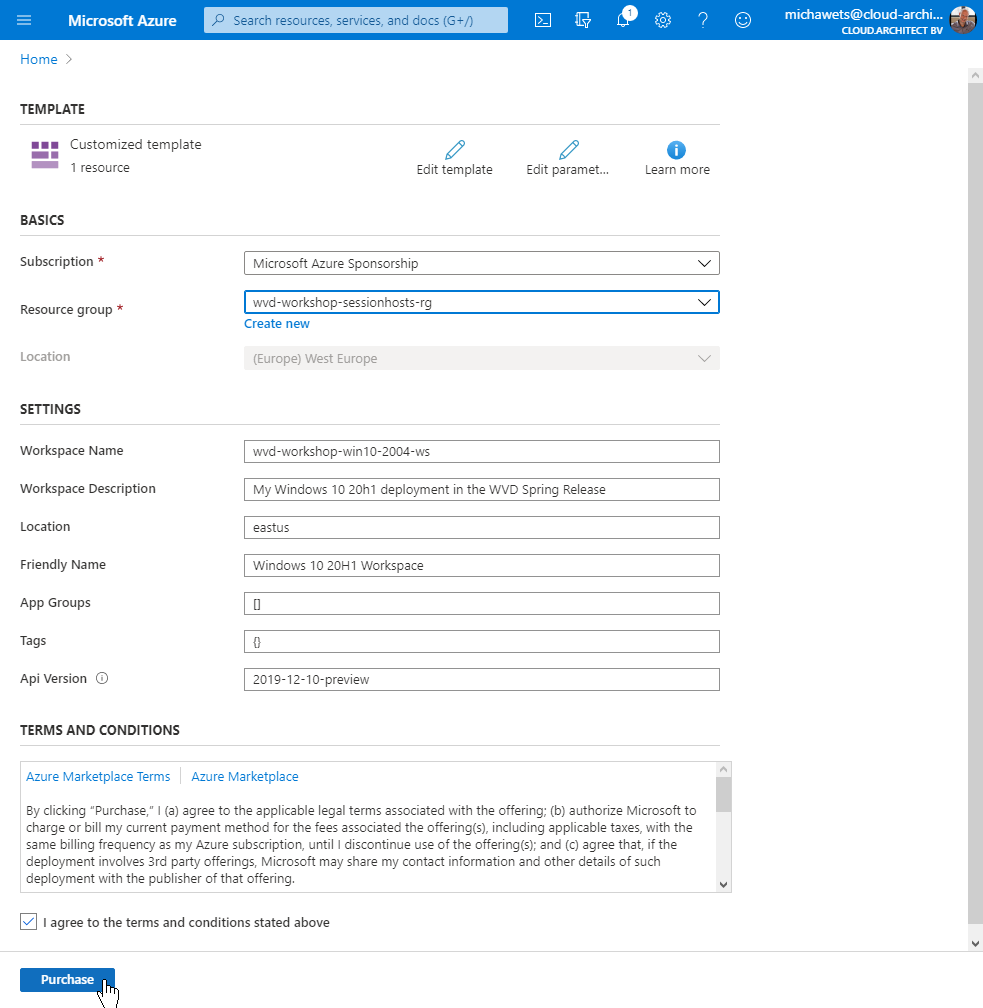 Microsoft Azure
Search resources, services, and docs (G+/)
1
michawets@cloud-archi...
CLOUD.ARCHITECT BV
Home
TEMPLATE
Customized template
1 resource
Edit template
Edit paramet...
Learn more
BASICS
Subscription *
Microsoft Azure Sponsorship
Resource group *
wvd-workshop-sessionhosts-rg
Create new
Location
(Europe) West Europe
SETTINGS
Workspace Name
wvd-workshop-win10-2004-ws
Workspace Description
My Windows 10 20h1 deployment in the WVD Spring Release
Location
eastus
Friendly Name
Windows 10 20H1 Workspace
App Groups
[]
Tags
{}
Api Version
2019-12-10-preview
TERMS AND CONDITIONS
Azure Marketplace Terms
Azure Marketplace
By clicking “Purchase,” I (a) agree to the applicable legal terms associated with the offering; (b) authorize Microsoft to
charge or bill my current payment method for the fees associated the offering(s), including applicable taxes, with the
same billing frequency as my Azure subscription, until I discontinue use of the offering(s); and (c) agree that, if the
deployment involves 3rd party offerings, Microsoft may share my contact information and other details of such
deployment with the publisher of that offering.
I agree to the terms and conditions stated above
Purchase